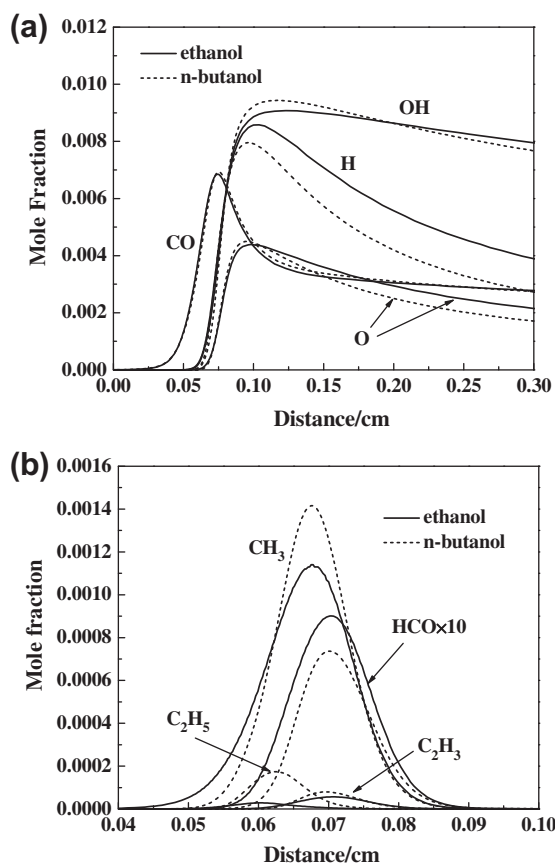 (a)
0.012
0.010
0.008
0.006
0.004
0.002
0.000
Mole Fraction
ethanol
n-butanol
OH
H
CO
O
0.00 0.05 0.10 0.15 0.20 0.25 0.30
Distance/cm
(b)
0.0016
0.0014
0.0012
0.0010
0.0008
0.0006
0.0004
0.0002
0.0000
Mole fraction
ethanol
n-butanol
CH₃
HCO×10
C₂H₅
C₂H₃
0.04 0.05 0.06 0.07 0.08 0.09 0.10
Distance/cm